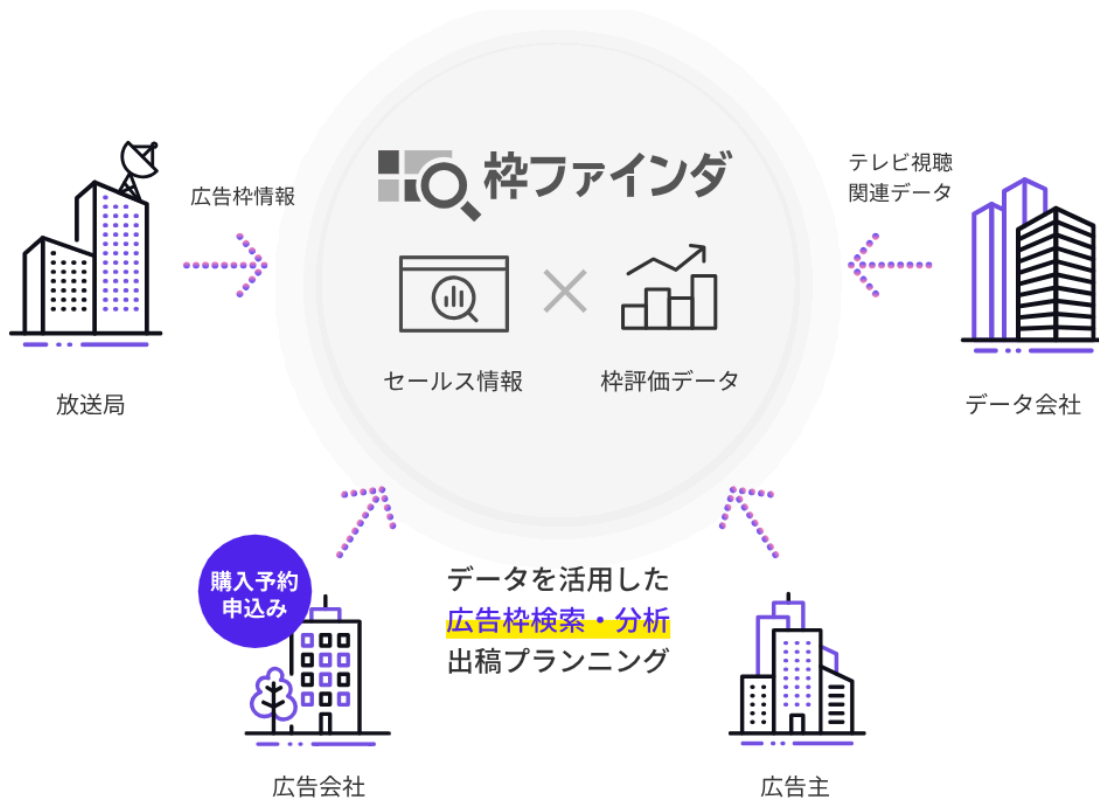 枠ファインダ
広告枠情報
テレビ視聴
関連データ
セールス情報
枠評価データ
放送局
データ会社
購入予約
申込み
データを活用した
広告枠検索・分析
出稿プランニング
広告会社
広告主